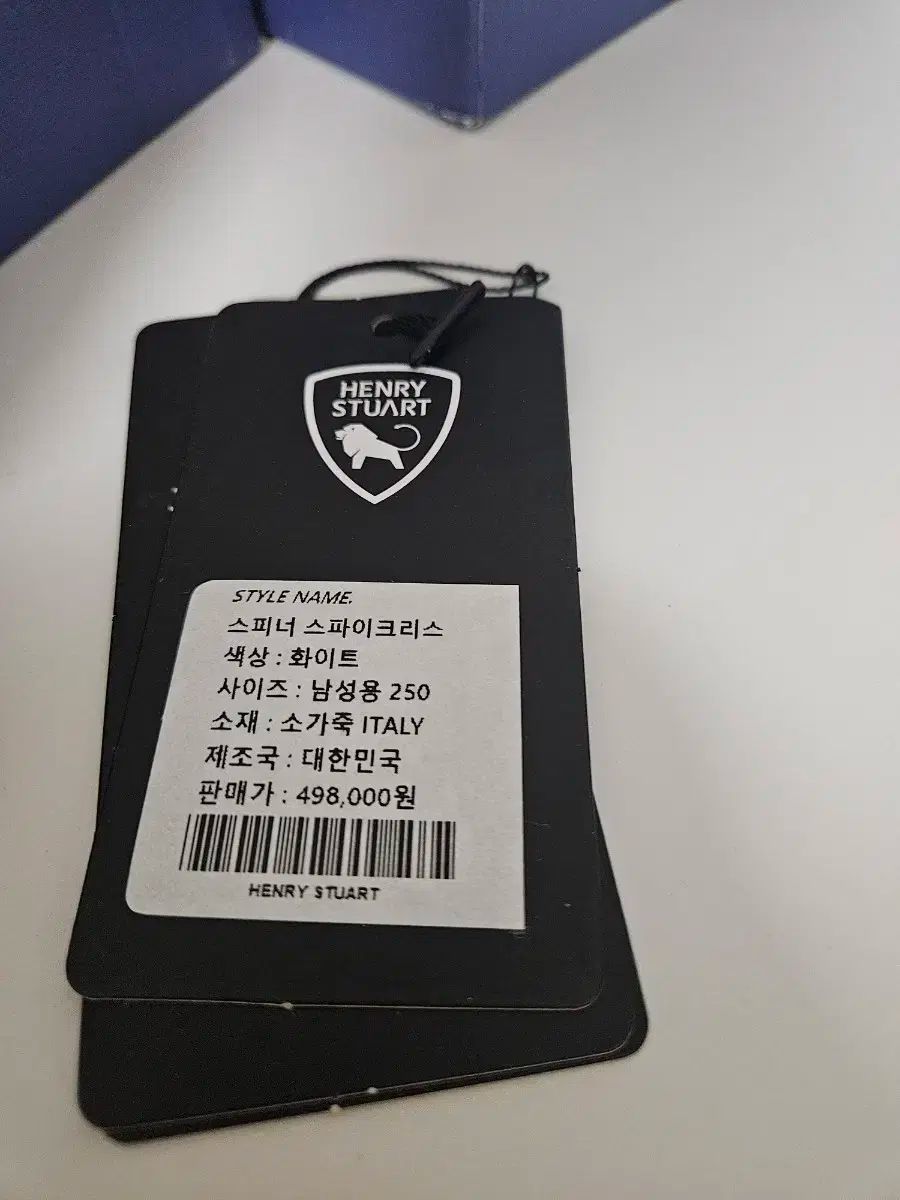 HENRY
STUART
STYLE NAME.
스피너 스파이크리스
색상 : 화이트
사이즈 : 남성용 250
소재 : 소가죽 ITALY
제조국 : 대한민국
판매가 : 498,000원
HENRY STUART